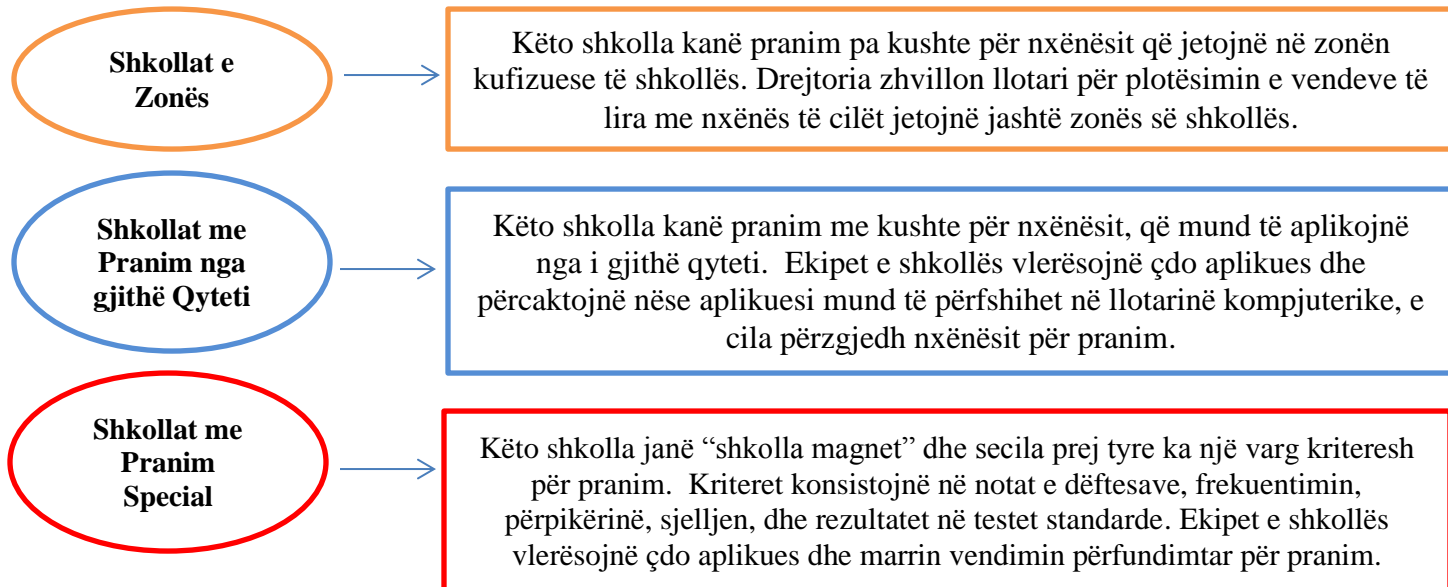 Shkollat e
Zonës
Këto shkolla kanë pranim pa kushte për nxënësit që jetojnë në zonën
kufizuese të shkollës. Drejtoria zhvillon llotari për plotësimin e vendeve të
lira me nxënës të cilët jetojnë jashtë zonës së shkollës.
Shkollat me
Pranim nga
gjithë Qyteti
Këto shkolla kanë pranim me kushte për nxënësit, që mund të aplikojnë
nga i gjithë qyteti. Ekipet e shkollës vlerësojnë çdo aplikues dhe
përcaktojnë nëse aplikuesi mund të përfshihet në llotarinë kompjuterike, e
cila përzgjedh nxënësit për pranim.
Shkollat me
Pranim
Special
Këto shkolla janë “shkolla magnet” dhe secila prej tyre ka një varg kriteresh
për pranim. Kriteret konsistojnë në notat e dëftesave, frekuentimin,
përpikërinë, sjelljen, dhe rezultatet në testet standarde. Ekipet e shkollës
vlerësojnë çdo aplikues dhe marrin vendimin përfundimtar për pranim.